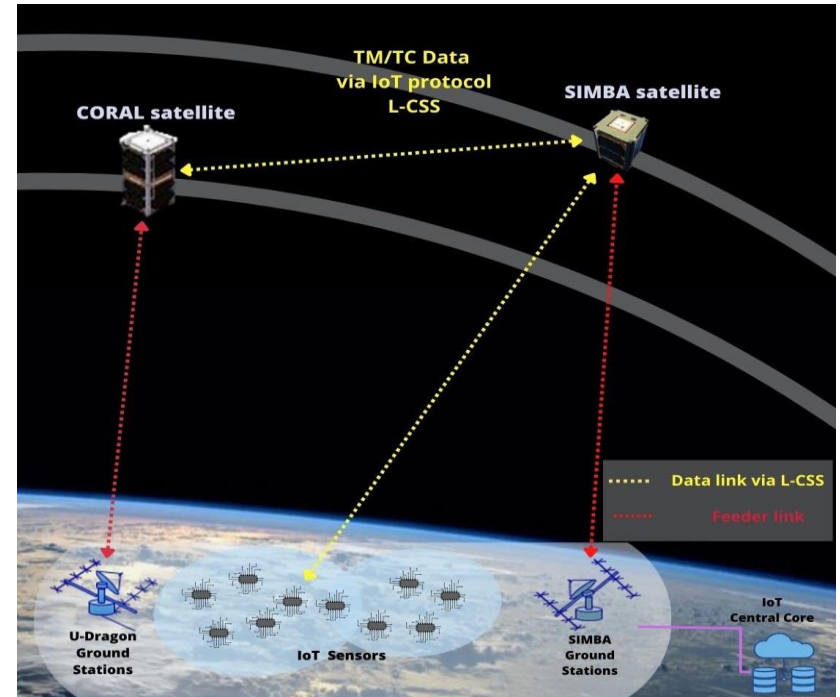 TM/TC Data
via IoT protocol
L-CSS
CORAL satellite
SIMBA satellite
Data link via L-CSS
Feeder link
U-Dragon
Ground
Stations
IoT Sensors
SIMBA
Ground
Stations
IoT
Central Core